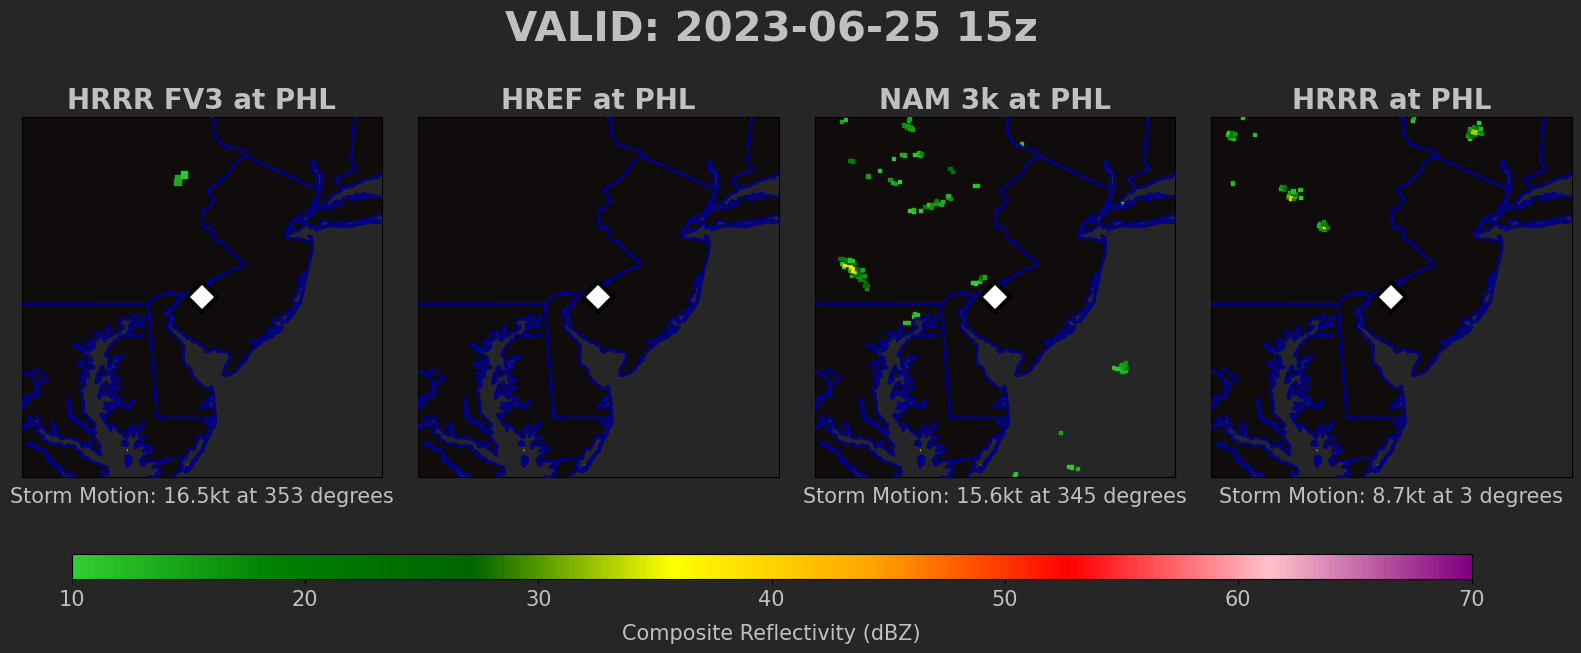 VALID: 2023-06-25 15z
HRRR FV3 at PHL
HREF at PHL
NAM 3k at PHL
HRRR at PHL
Storm Motion: 16.5kt at 353 degrees
Storm Motion: 15.6kt at 345 degrees
Storm Motion: 8.7kt at 3 degrees
10 20 30 40 50 60 70
Composite Reflectivity (dBZ)